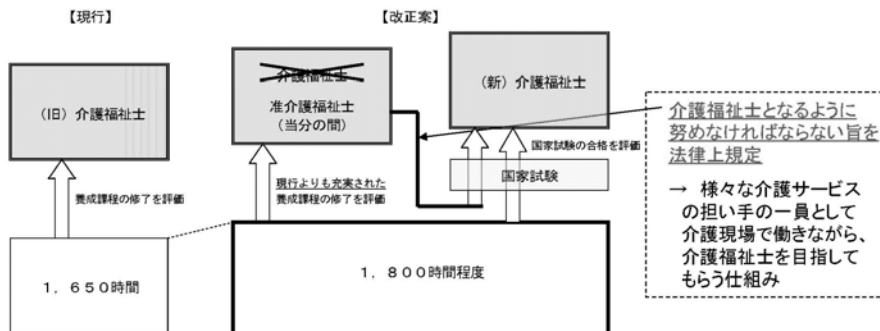 【現行】
【改正案】
（旧）介護福祉士
介護福祉士
准介護福祉士
（当分の間）
（新）介護福祉士
養成課程の修了を評価
現行よりも充実された
養成課程の修了を評価
国家試験の合格を評価
国家試験
１，６５０時間
１，８００時間程度
介護福祉士となるように
努めなければならない旨を
法律上規定
→ 様々な介護サービス
の担い手の一員として
介護現場で働きながら、
介護福祉士を目指して
もらう仕組み